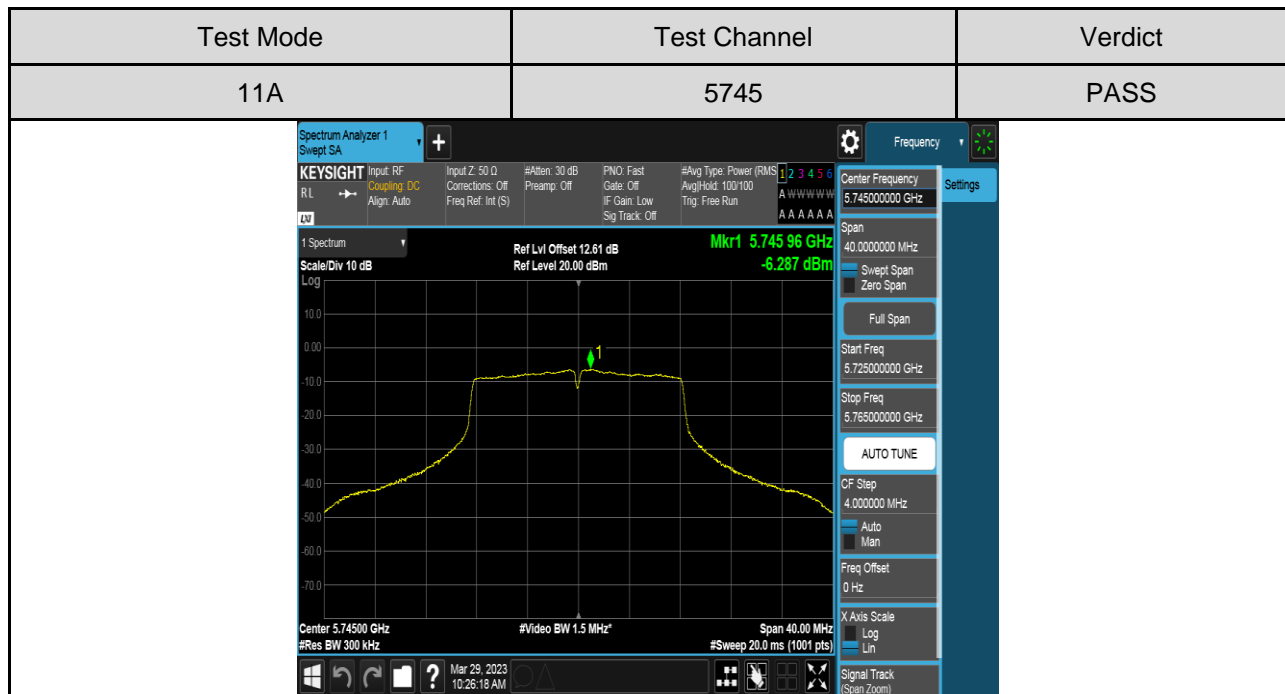 Test Mode Test Channel Verdict
11A 5745 PASS
Spectrum Analyzer 1
Swept SA
+
Frequency
KEYSIGHT
RL
LXI
Input: RF
Coupling: DC
Align: Auto
Input Z: 50 Ω
Corrections: Off
Freq Ref: Int (S)
#Atten: 30 dB
Preamp: Off
PNO: Fast
Gate: Off
IF Gain: Low
Sig Track: Off
#Avg Type: Power (RMS
Avg|Hold: 100/100
Trig: Free Run
1 2 3 4 5 6
A W W W W W
A A A A A A
1 Spectrum
Scale/Div 10 dB
Log
Ref Lvl Offset 12.61 dB
Ref Level 20.00 dBm
Mkr1 5.745 96 GHz
-6.287 dBm
10.0
0.00
1
-10.0
-20.0
-30.0
-40.0
-50.0
-60.0
-70.0
Center 5.74500 GHz
#Res BW 300 kHz
#Video BW 1.5 MHz*
Span 40.00 MHz
#Sweep 20.0 ms (1001 pts)
?
Mar 29, 2023
10:26:18 AM
Center Frequency
5.745000000 GHz
Settings
Span
40.0000000 MHz
Swept Span
Zero Span
Full Span
Start Freq
5.725000000 GHz
Stop Freq
5.765000000 GHz
AUTO TUNE
CF Step
4.000000 MHz
Auto
Man
Freq Offset
0 Hz
X Axis Scale
Log
Lin
Signal Track
(Span Zoom)